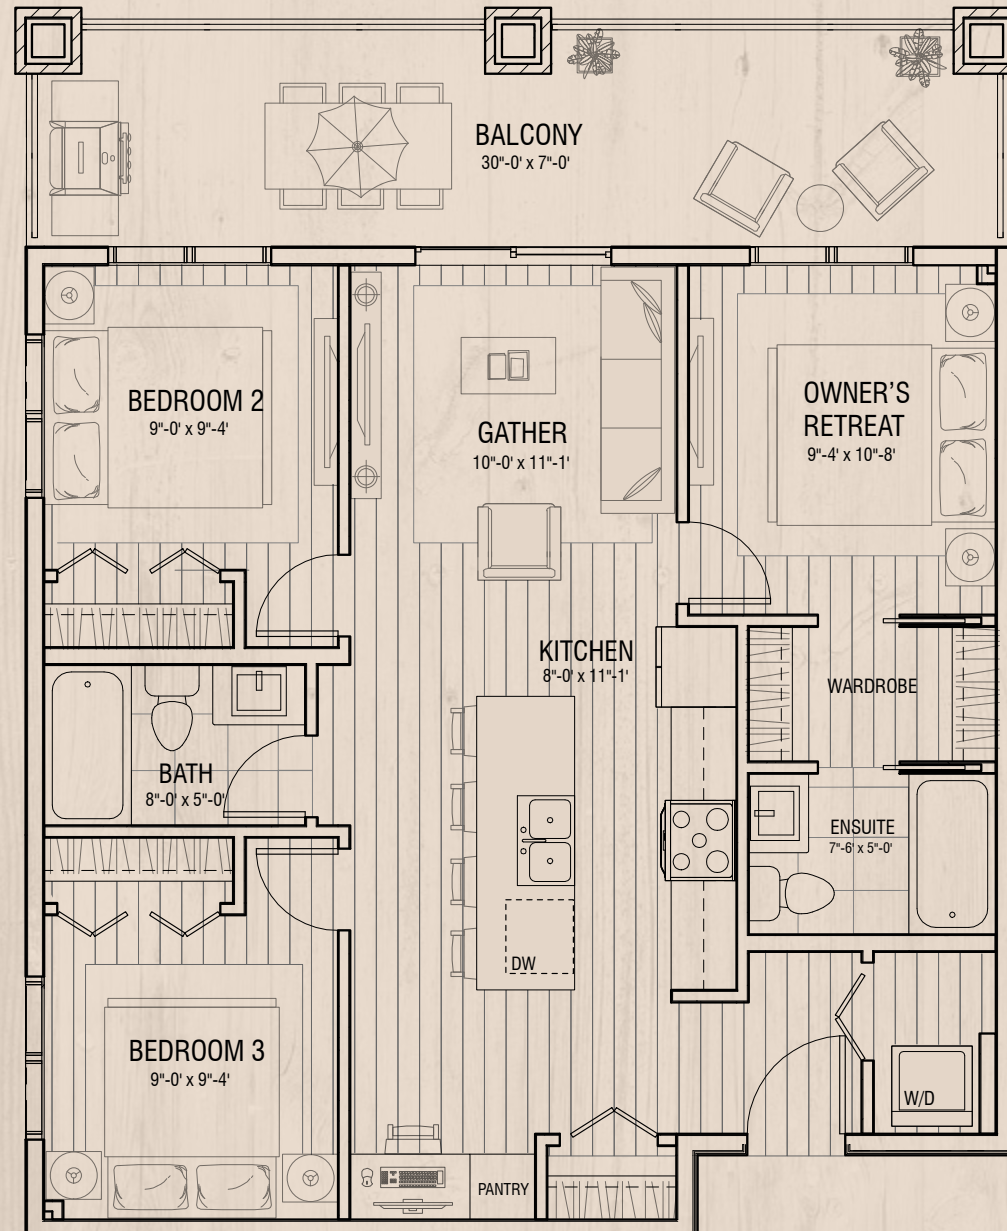 BALCONY
30"-0' x 7"-0'
BEDROOM 2
9"-0' x 9"-4'
GATHER
10"-0' x 11"-1'
OWNER’S
RETREAT
9"-4' x 10"-8'
KITCHEN
8"-0' x 11"-1'
WARDROBE
BATH
8"-0' x 5"-0'
ENSUITE
7"-6' x 5"-0'
DW
BEDROOM 3
9"-0' x 9"-4'
W/D
PANTRY